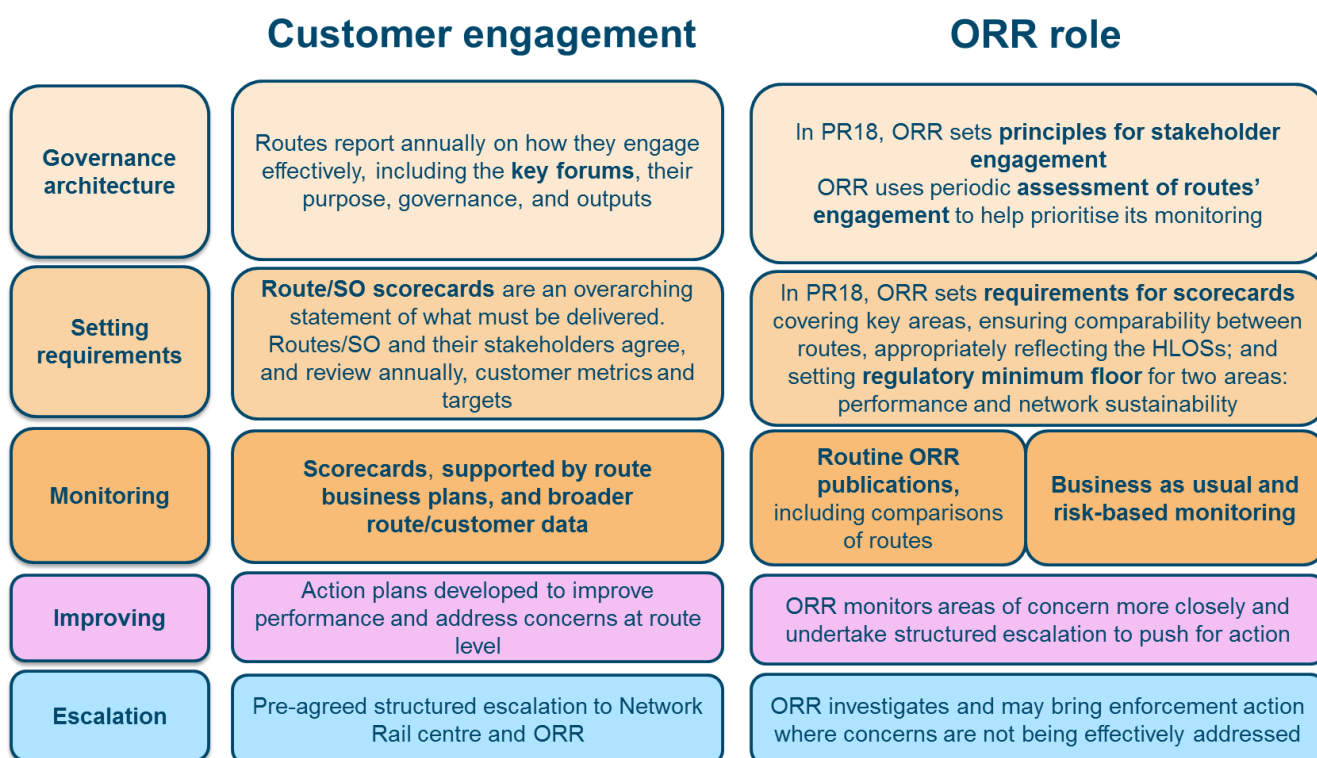 Customer engagement
ORR role
Governance
architecture
Routes report annually on how they engage
effectively, including the key forums, their
purpose, governance, and outputs
In PR18, ORR sets principles for stakeholder
engagement
ORR uses periodic assessment of routes’
engagement to help prioritise its monitoring
Setting
requirements
Route/SO scorecards are an overarching
statement of what must be delivered.
Routes/SO and their stakeholders agree,
and review annually, customer metrics and
targets
In PR18, ORR sets requirements for scorecards
covering key areas, ensuring comparability between
routes, appropriately reflecting the HLOSs; and
setting regulatory minimum floor for two areas:
performance and network sustainability
Monitoring
Scorecards, supported by route
business plans, and broader
route/customer data
Routine ORR
publications,
including comparisons
of routes
Business as usual and
risk-based monitoring
Improving
Action plans developed to improve
performance and address concerns at route
level
ORR monitors areas of concern more closely and
undertake structured escalation to push for action
Escalation
Pre-agreed structured escalation to Network
Rail centre and ORR
ORR investigates and may bring enforcement action
where concerns are not being effectively addressed